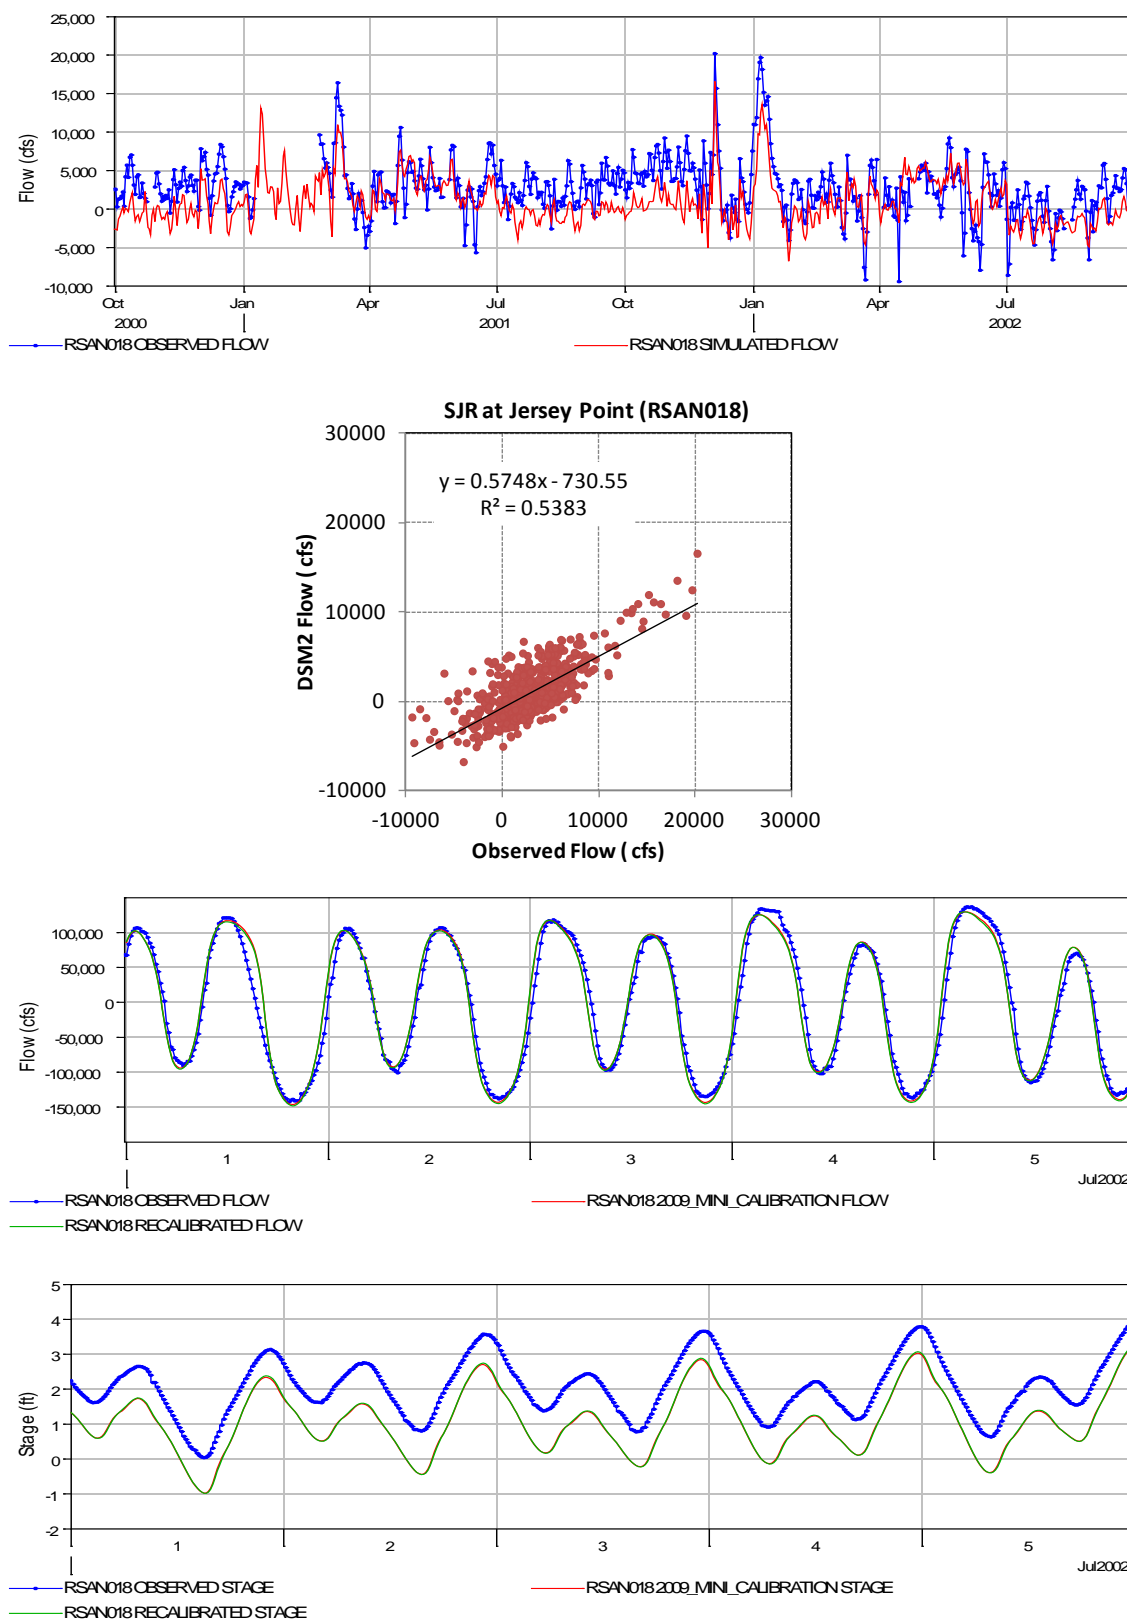 25,000
20,000
15,000
10,000
5,000
0
-5,000
-10,000
Flow (cfs)
Oct Jan Apr Jul Oct Jan Apr Jul
2000 2001 2002
RSAN018 OBSERVED FLOW RSAN018 SIMULATED FLOW
SJR at Jersey Point (RSAN018)
30000
20000
10000
0
-10000
DSM2 Flow ( cfs)
y = 0.5748x - 730.55
R² = 0.5383
-10000 0 10000 20000 30000
Observed Flow ( cfs)
100,000
50,000
0
-50,000
-100,000
-150,000
Flow (cfs)
1 2 3 4 5
Jul2002
RSAN018 OBSERVED FLOW RSAN018 2009_MINI_CALIBRATION FLOW
RSAN018 RECALIBRATED FLOW
5
4
3
2
1
0
-1
-2
Stage (ft)
1 2 3 4 5
Jul2002
RSAN018 OBSERVED STAGE RSAN018 2009_MINI_CALIBRATION STAGE
RSAN018 RECALIBRATED STAGE